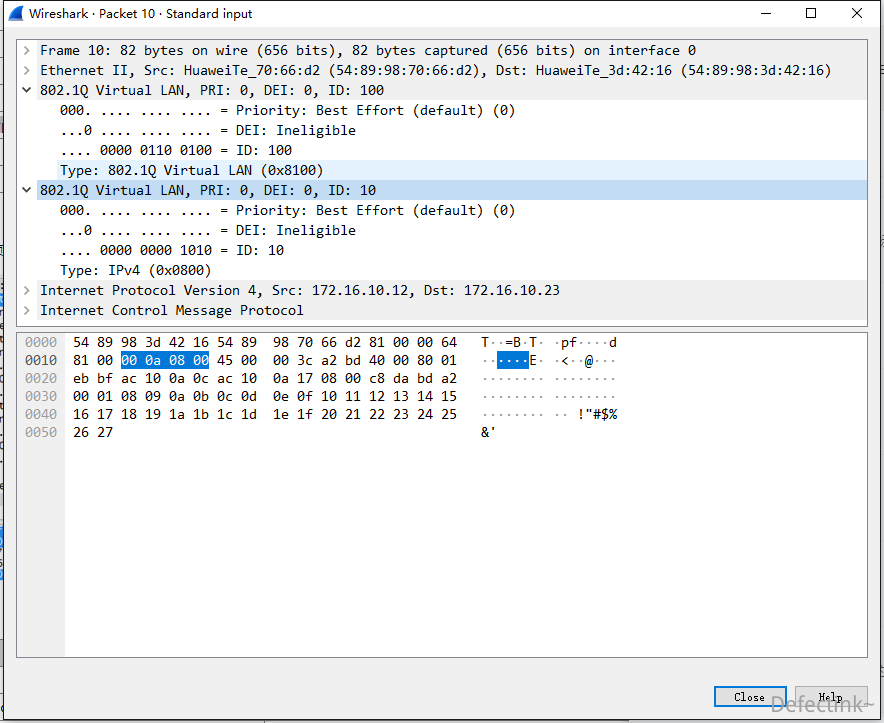 Wireshark · Packet 10 · Standard input
Frame 10: 82 bytes on wire (656 bits), 82 bytes captured (656 bits) on interface 0
Ethernet II, Src: HuaweiTe_70:66:d2 (54:89:98:70:66:d2), Dst: HuaweiTe_3d:42:16 (54:89:98:3d:42:16)
802.1Q Virtual LAN, PRI: 0, DEI: 0, ID: 100
000. .... .... .... = Priority: Best Effort (default) (0)
...0 .... .... .... = DEI: Ineligible
.... 0000 0110 0100 = ID: 100
Type: 802.1Q Virtual LAN (0x8100)
802.1Q Virtual LAN, PRI: 0, DEI: 0, ID: 10
000. .... .... .... = Priority: Best Effort (default) (0)
...0 .... .... .... = DEI: Ineligible
.... 0000 0000 1010 = ID: 10
Type: IPv4 (0x0800)
Internet Protocol Version 4, Src: 172.16.10.12, Dst: 172.16.10.23
Internet Control Message Protocol
0000 54 89 98 3d 42 16 54 89 98 70 66 d2 81 00 00 64 T··=B·T· ·pf····d
0010 81 00 00 0a 08 00 45 00 00 3c a2 bd 40 00 80 01 ······E· ·<··@···
0020 eb bf ac 10 0a 0c ac 10 0a 17 08 00 c8 da bd a2 ········ ········
0030 00 01 08 09 0a 0b 0c 0d 0e 0f 10 11 12 13 14 15 ········ ········
0040 16 17 18 19 1a 1b 1c 1d 1e 1f 20 21 22 23 24 25 ········ ·· !"#$%
0050 26 27 &'
Close Help
Defectink~